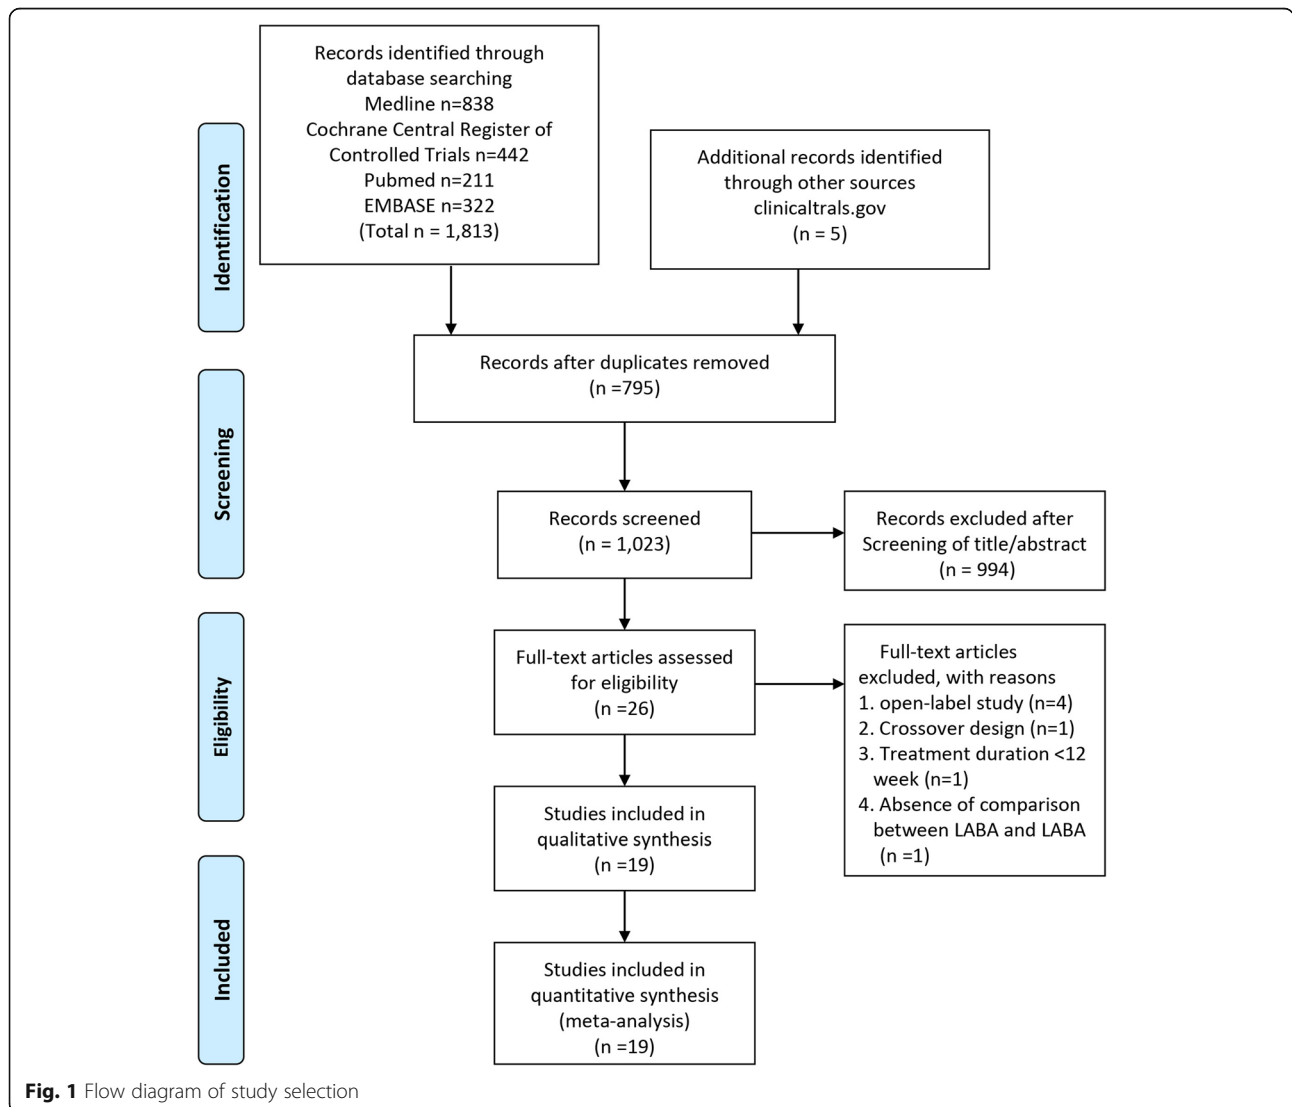 Records identified through
database searching
Medline n=838
Cochrane Central Register of
Controlled Trials n=442
Pubmed n=211
EMBASE n=322
(Total n = 1,813)
Additional records identified
through other sources
clinicaltrals.gov
(n = 5)
Identification
Records after duplicates removed
(n =795)
Screening
Records screened
(n = 1,023)
Records excluded after
Screening of title/abstract
(n = 994)
Eligibility
Full-text articles assessed
for eligibility
(n =26)
Full-text articles
excluded, with reasons
1. open-label study (n=4)
2. Crossover design (n=1)
3. Treatment duration <12
week (n=1)
4. Absence of comparison
between LABA and LABA
(n =1)
Studies included in
qualitative synthesis
(n =19)
Included
Studies included in
quantitative synthesis
(meta-analysis)
(n =19)
Fig. 1 Flow diagram of study selection